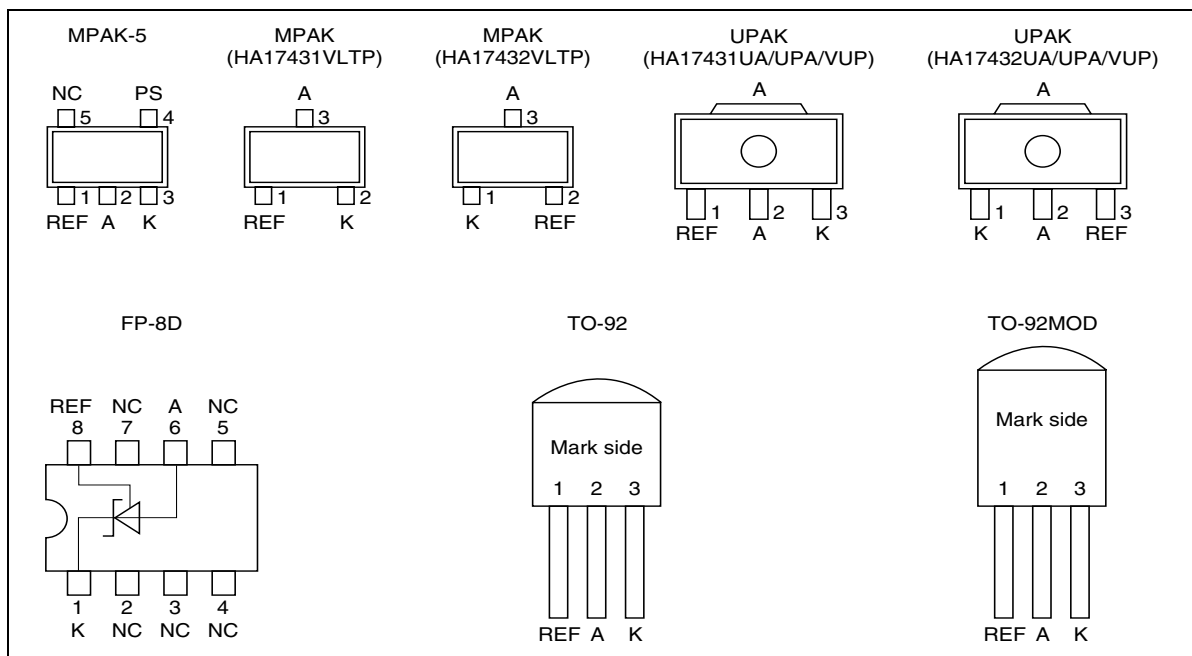 MPAK-5
NC PS
5 4
1 2 3
REF A K
MPAK
(HA17431VLTP)
A
3
1 2
REF K
MPAK
(HA17432VLTP)
A
3
1 2
K REF
UPAK
(HA17431UA/UPA/VUP)
A
1 2 3
REF A K
UPAK
(HA17432UA/UPA/VUP)
A
1 2 3
K A REF
FP-8D
REF NC A NC
8 7 6 5
1 2 3 4
K NC NC NC
TO-92
Mark side
1 2 3
REF A K
TO-92MOD
Mark side
1 2 3
REF A K